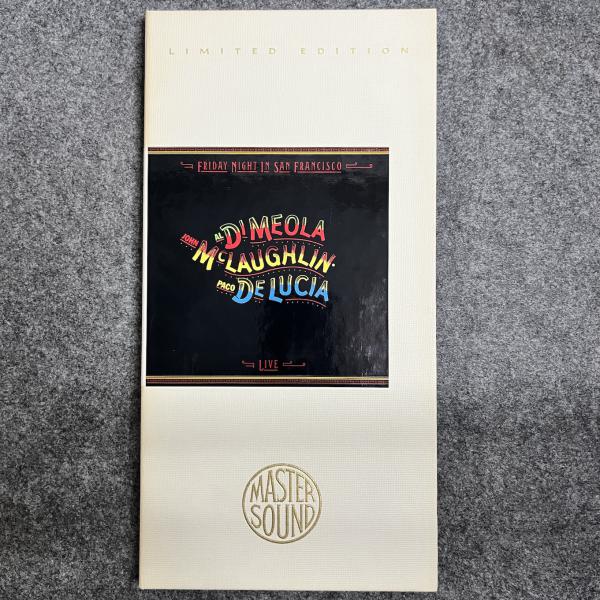 LIMITED EDITION
FRIDAY NIGHT IN SAN FRANCISCO
AL DI MEOLA
JOHN McLAUGHLIN.
PACO DE LUCIA
LIVE
MASTER
SOUND